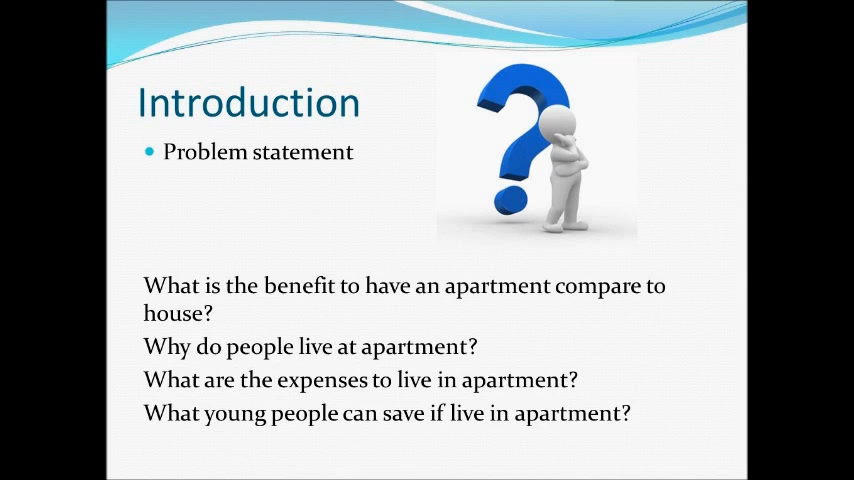 Introduction
Problem statement
What is the benefit to have an apartment compare to
house?
Why do people live at apartment?
What are the expenses to live in apartment?
What young people can save if live in apartment?